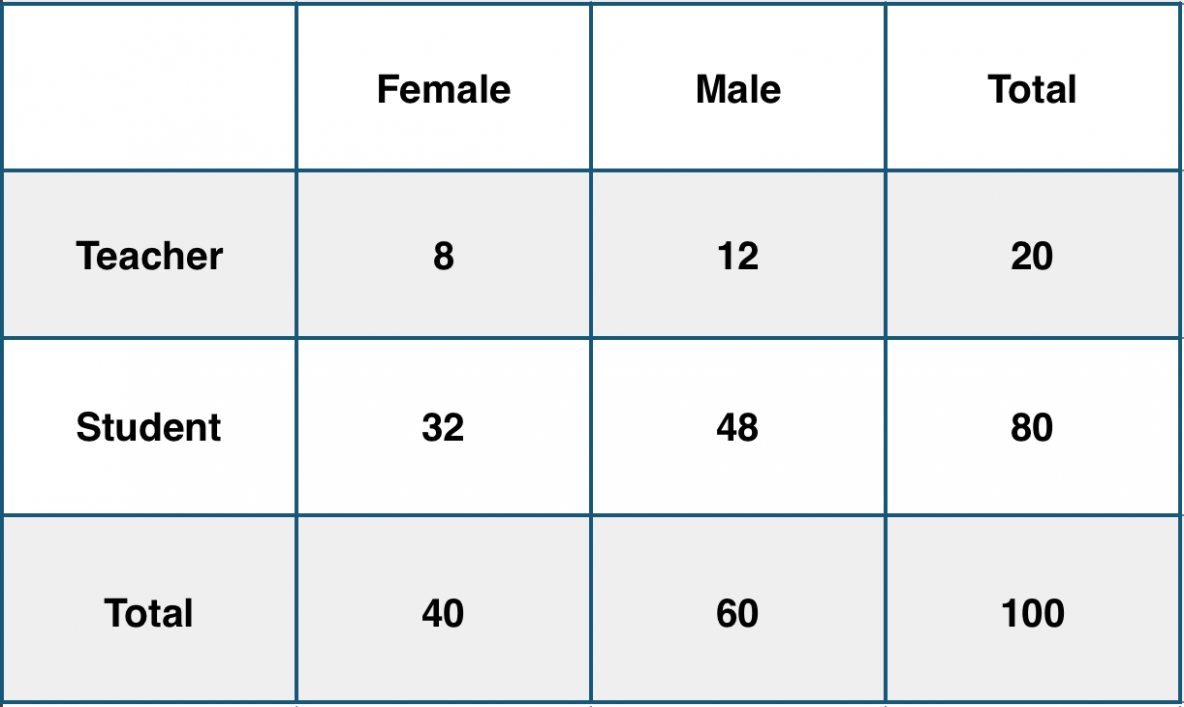 Female Male Total
Teacher 8 12 20
Student 32 48 80
Total 40 60 100